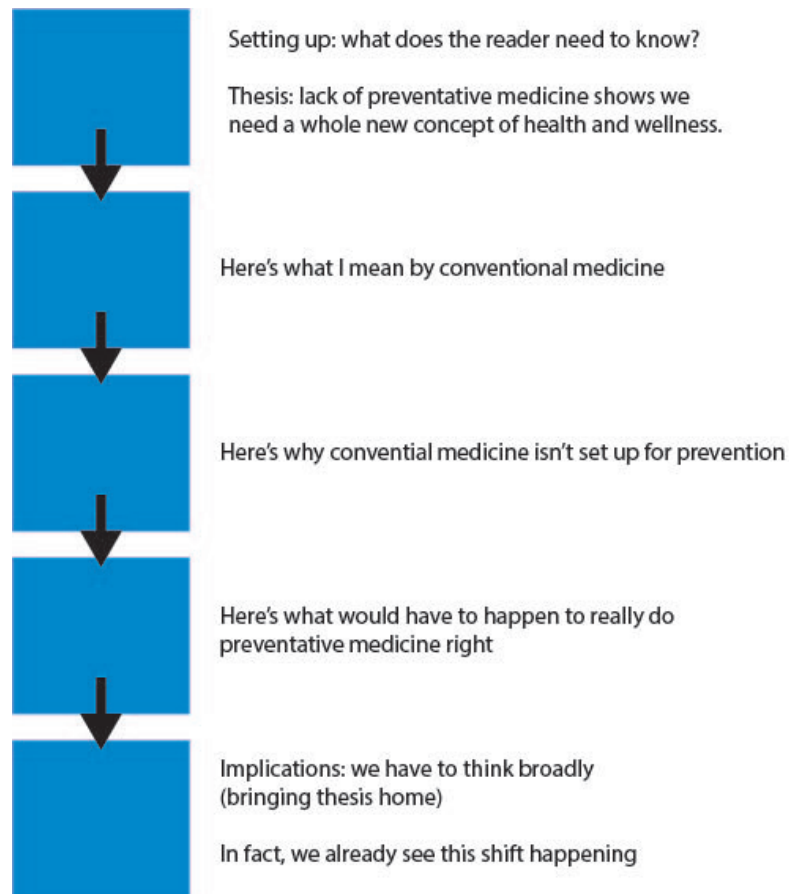 Setting up: what does the reader need to know?
Thesis: lack of preventative medicine shows we
need a whole new concept of health and wellness.
Here's what I mean by conventional medicine
Here's why convential medicine isn't set up for prevention
Here's what would have to happen to really do
preventative medicine right
Implications: we have to think broadly
(bringing thesis home)
In fact, we already see this shift happening